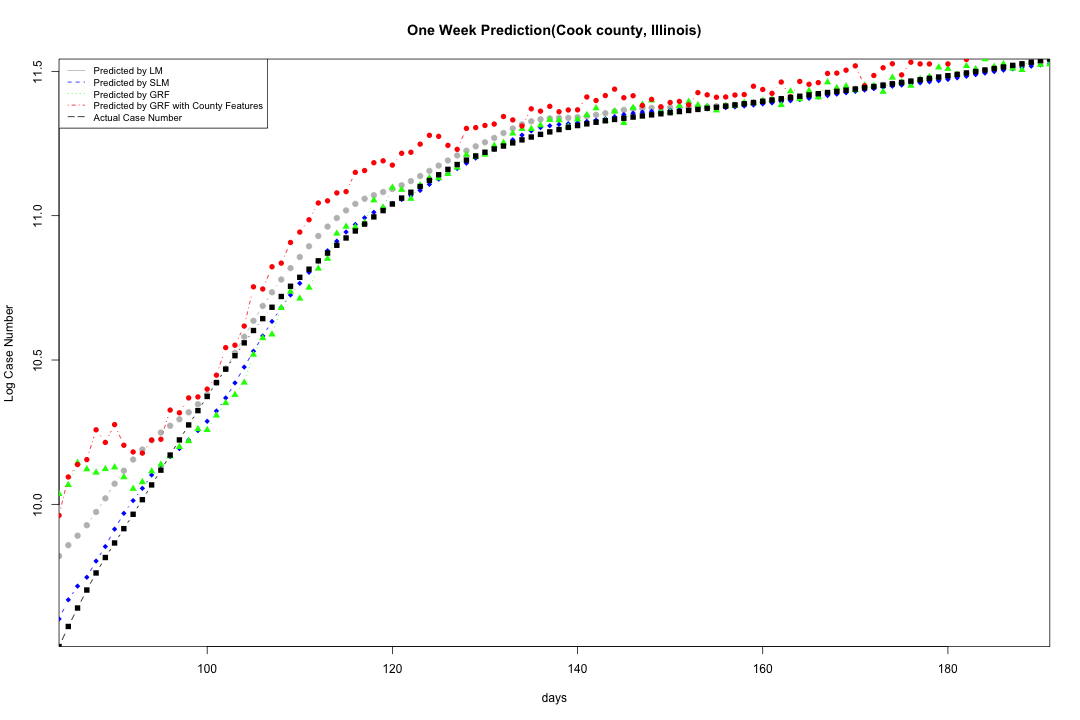 One Week Prediction(Cook county, Illinois)
Predicted by LM
Predicted by SLM
Predicted by GRF
Predicted by GRF with County Features
Actual Case Number
Log Case Number
11.5
11.0
10.5
10.0
100 120 140 160 180
days